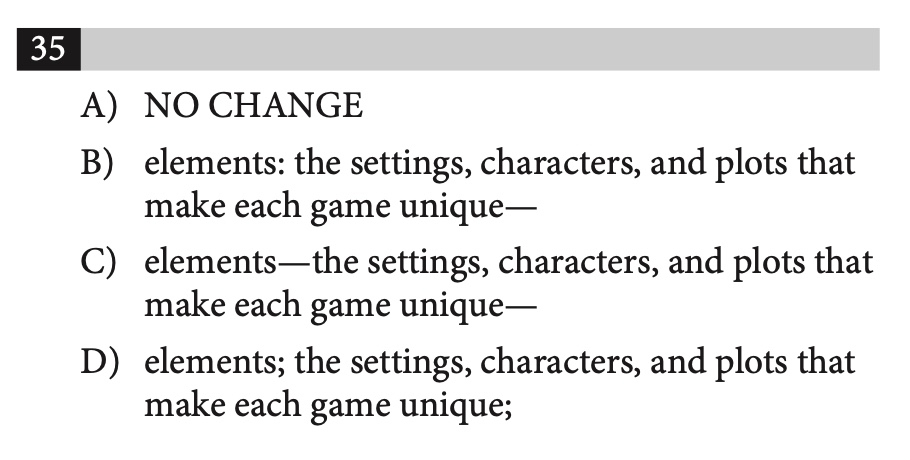 35
A) NO CHANGE
B) elements: the settings, characters, and plots that
make each game unique—
C) elements—the settings, characters, and plots that
make each game unique—
D) elements; the settings, characters, and plots that
make each game unique;